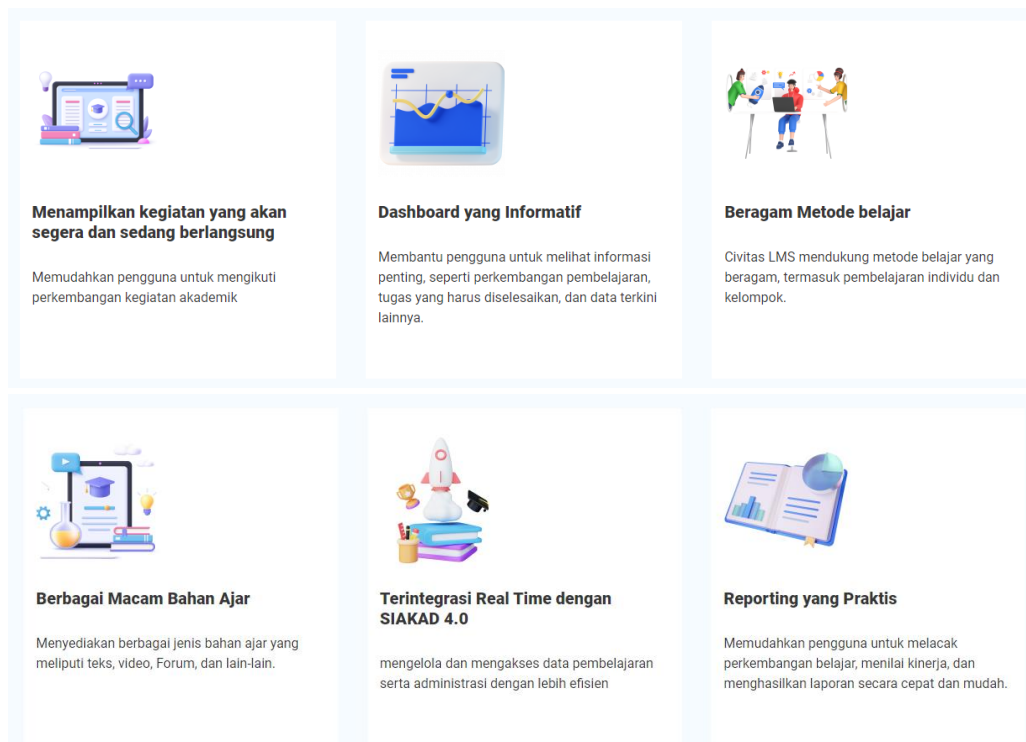 Menampilkan kegiatan yang akan
segera dan sedang berlangsung
Memudahkan pengguna untuk mengikuti
perkembangan kegiatan akademik
Dashboard yang Informatif
Membantu pengguna untuk melihat informasi
penting, seperti perkembangan pembelajaran,
tugas yang harus diselesaikan, dan data terkini
lainnya.
Beragam Metode belajar
Civitas LMS mendukung metode belajar yang
beragam, termasuk pembelajaran individu dan
kelompok.
Berbagai Macam Bahan Ajar
Menyediakan berbagai jenis bahan ajar yang
meliputi teks, video, Forum, dan lain-lain.
Terintegrasi Real Time dengan
SIAKAD 4.0
mengelola dan mengakses data pembelajaran
serta administrasi dengan lebih efisien
Reporting yang Praktis
Memudahkan pengguna untuk melacak
perkembangan belajar, menilai kinerja, dan
menghasilkan laporan secara cepat dan mudah.